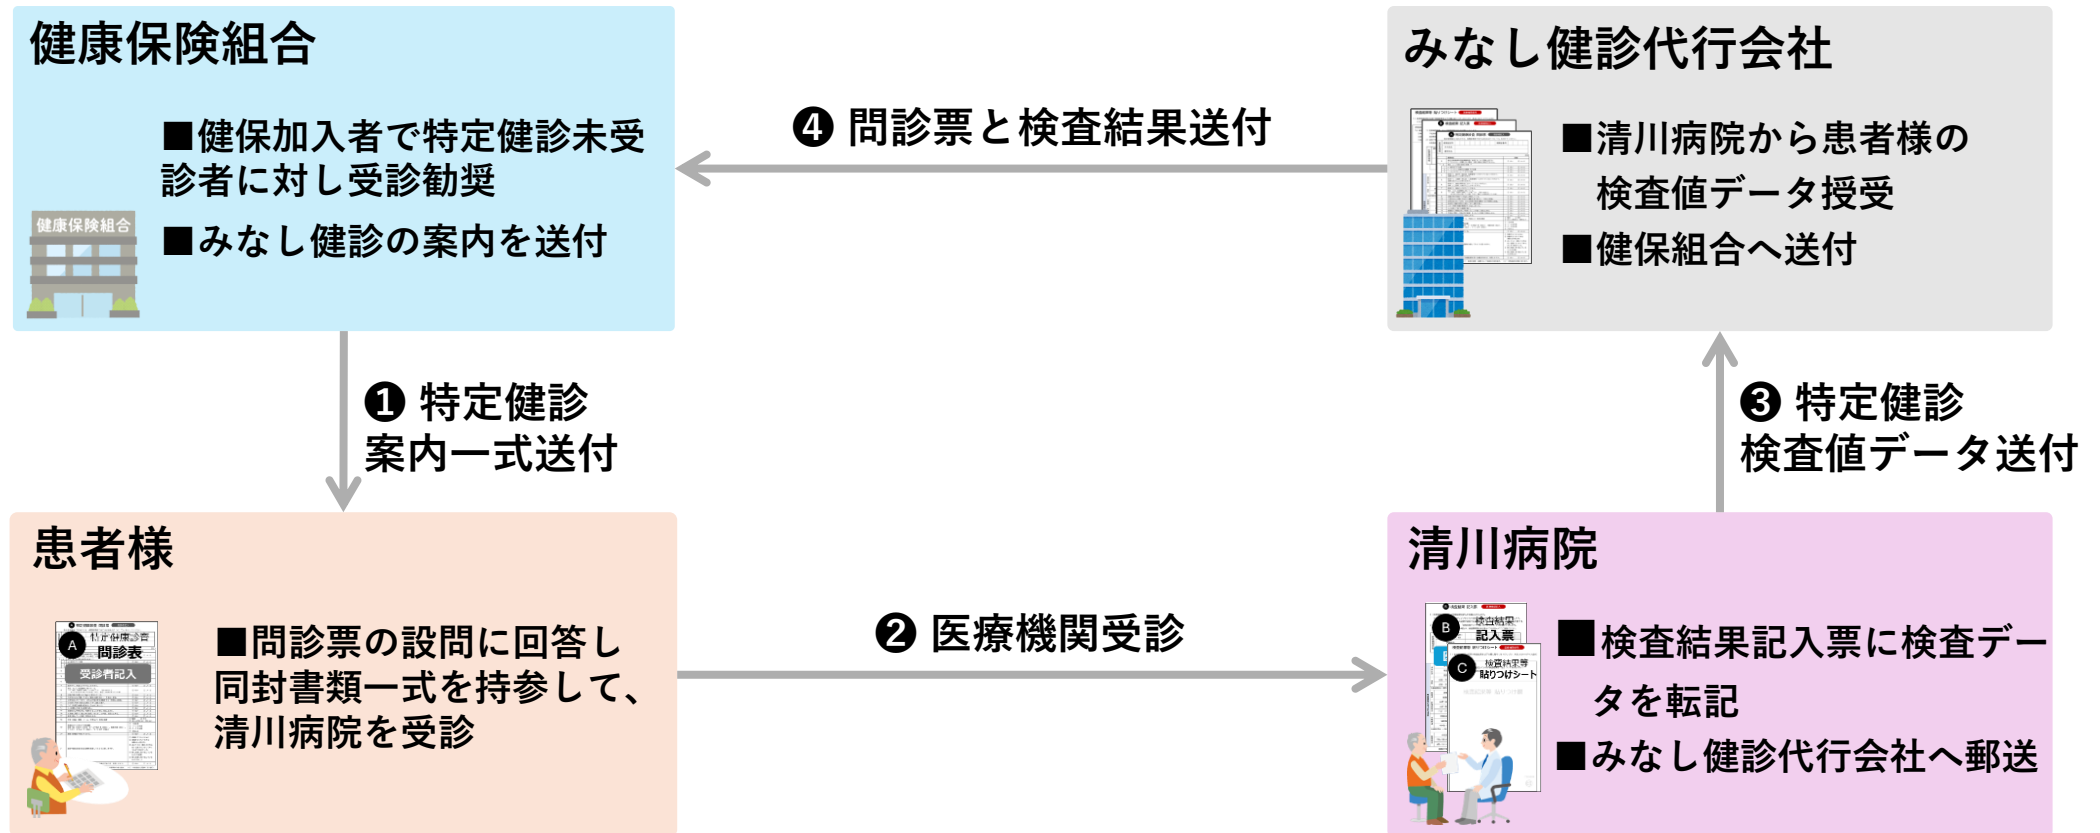 健康保険組合
■健保加入者で特定健診未受
診者に対し受診勧奨
■みなし健診の案内を送付
健康保険組合
❹ 問診票と検査結果送付
みなし健診代行会社
■清川病院から患者様の
検査値データ授受
■健保組合へ送付
❶ 特定健診
案内一式送付
❸ 特定健診
検査値データ送付
患者様
A 特定健康診査
問診表
受診者記入
■問診票の設問に回答し
同封書類一式を持参して、
清川病院を受診
❷ 医療機関受診
清川病院
B 検査結果
記入票
C 検査結果等
貼りつけシート
■検査結果記入票に検査デー
タを転記
■みなし健診代行会社へ郵送